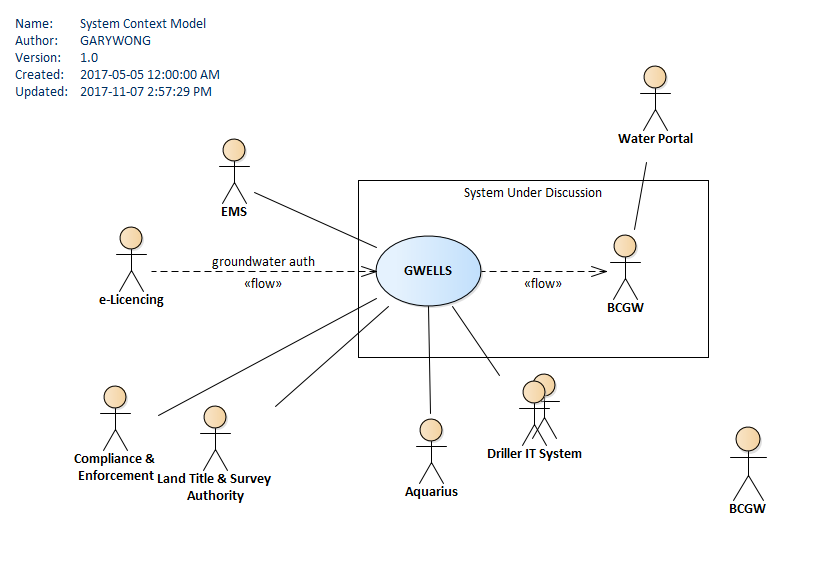 Name: System Context Model
Author: GARYWONG
Version: 1.0
Created: 2017-05-05 12:00:00 AM
Updated: 2017-11-07 2:57:29 PM
Water Portal
System Under Discussion
EMS
groundwater auth
GWELLS
«flow»
«flow»
e-Licencing
BCGW
Compliance &
Enforcement
Land Title & Survey
Authority
Aquarius
Driller IT System
BCGW